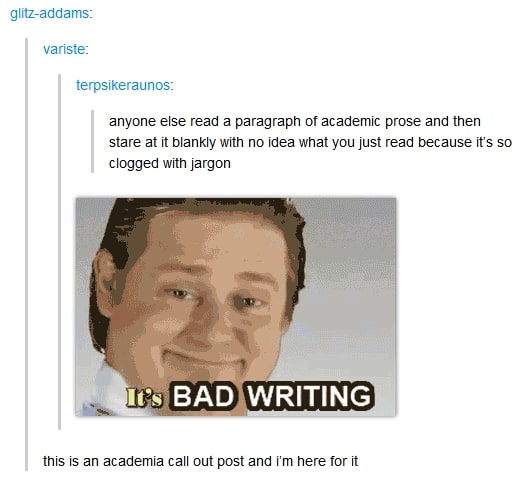 glitz-addams:
variste:
terpsikeraunos:
anyone else read a paragraph of academic prose and then
stare at it blankly with no idea what you just read because it's so
clogged with jargon
It's BAD WRITING
this is an academia call out post and i'm here for it